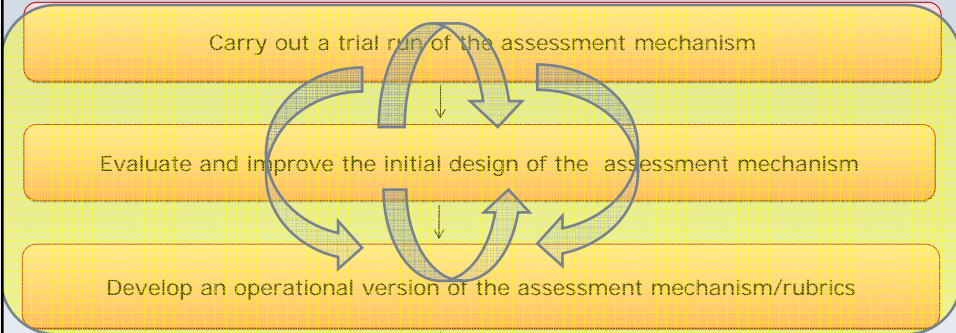 Carry out a trial run of the assessment mechanism
Evaluate and improve the initial design of the  assessment mechanism
Develop an operational version of the assessment mechanism/rubrics